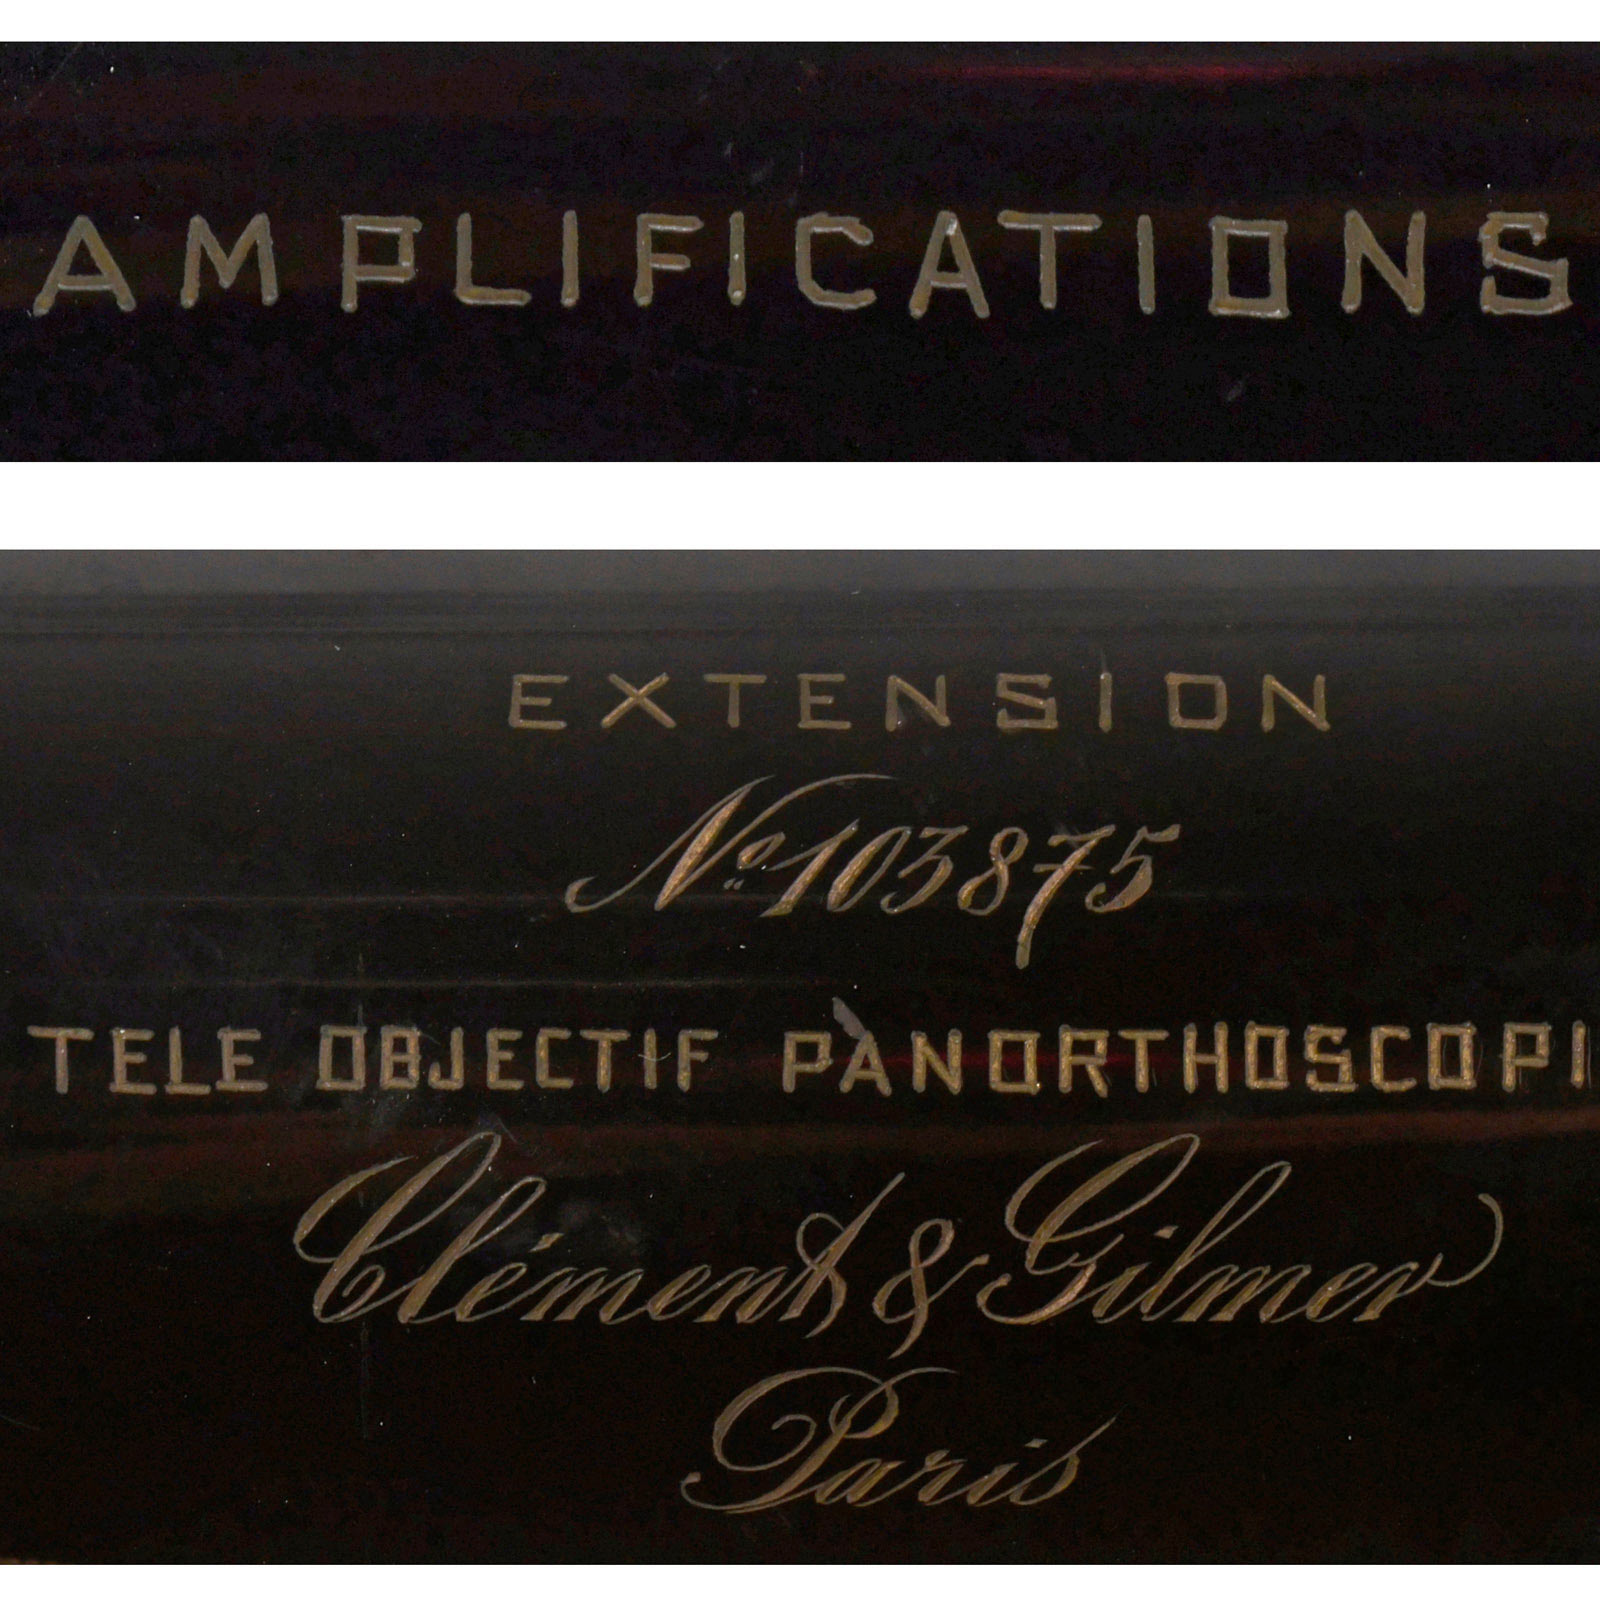 AMPLIFICATIONS
EXTENSION
No. 103875
TELE OBJECTIF PANORTHOSCOPI
Clément & Gilmer
Paris